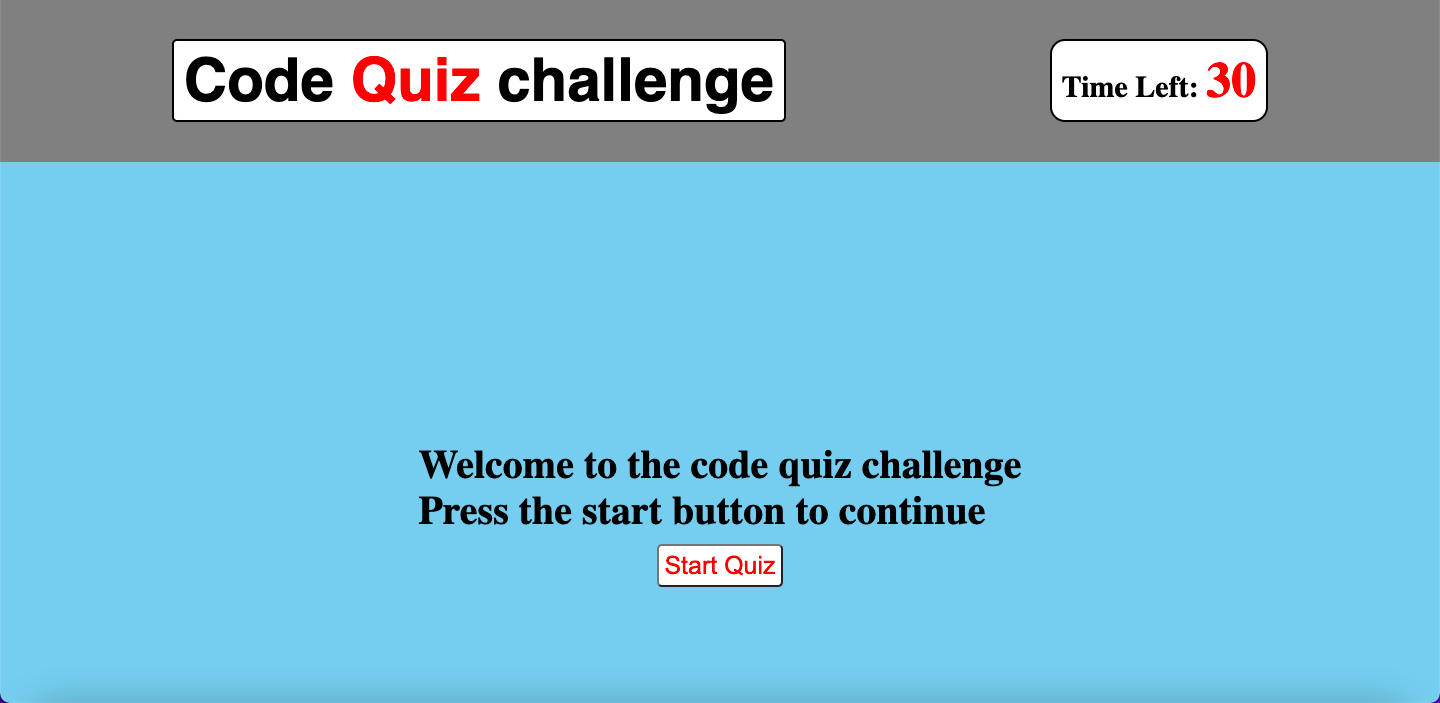 Code Quiz challenge
Time Left: 30
Welcome to the code quiz challenge
Press the start button to continue
Start Quiz